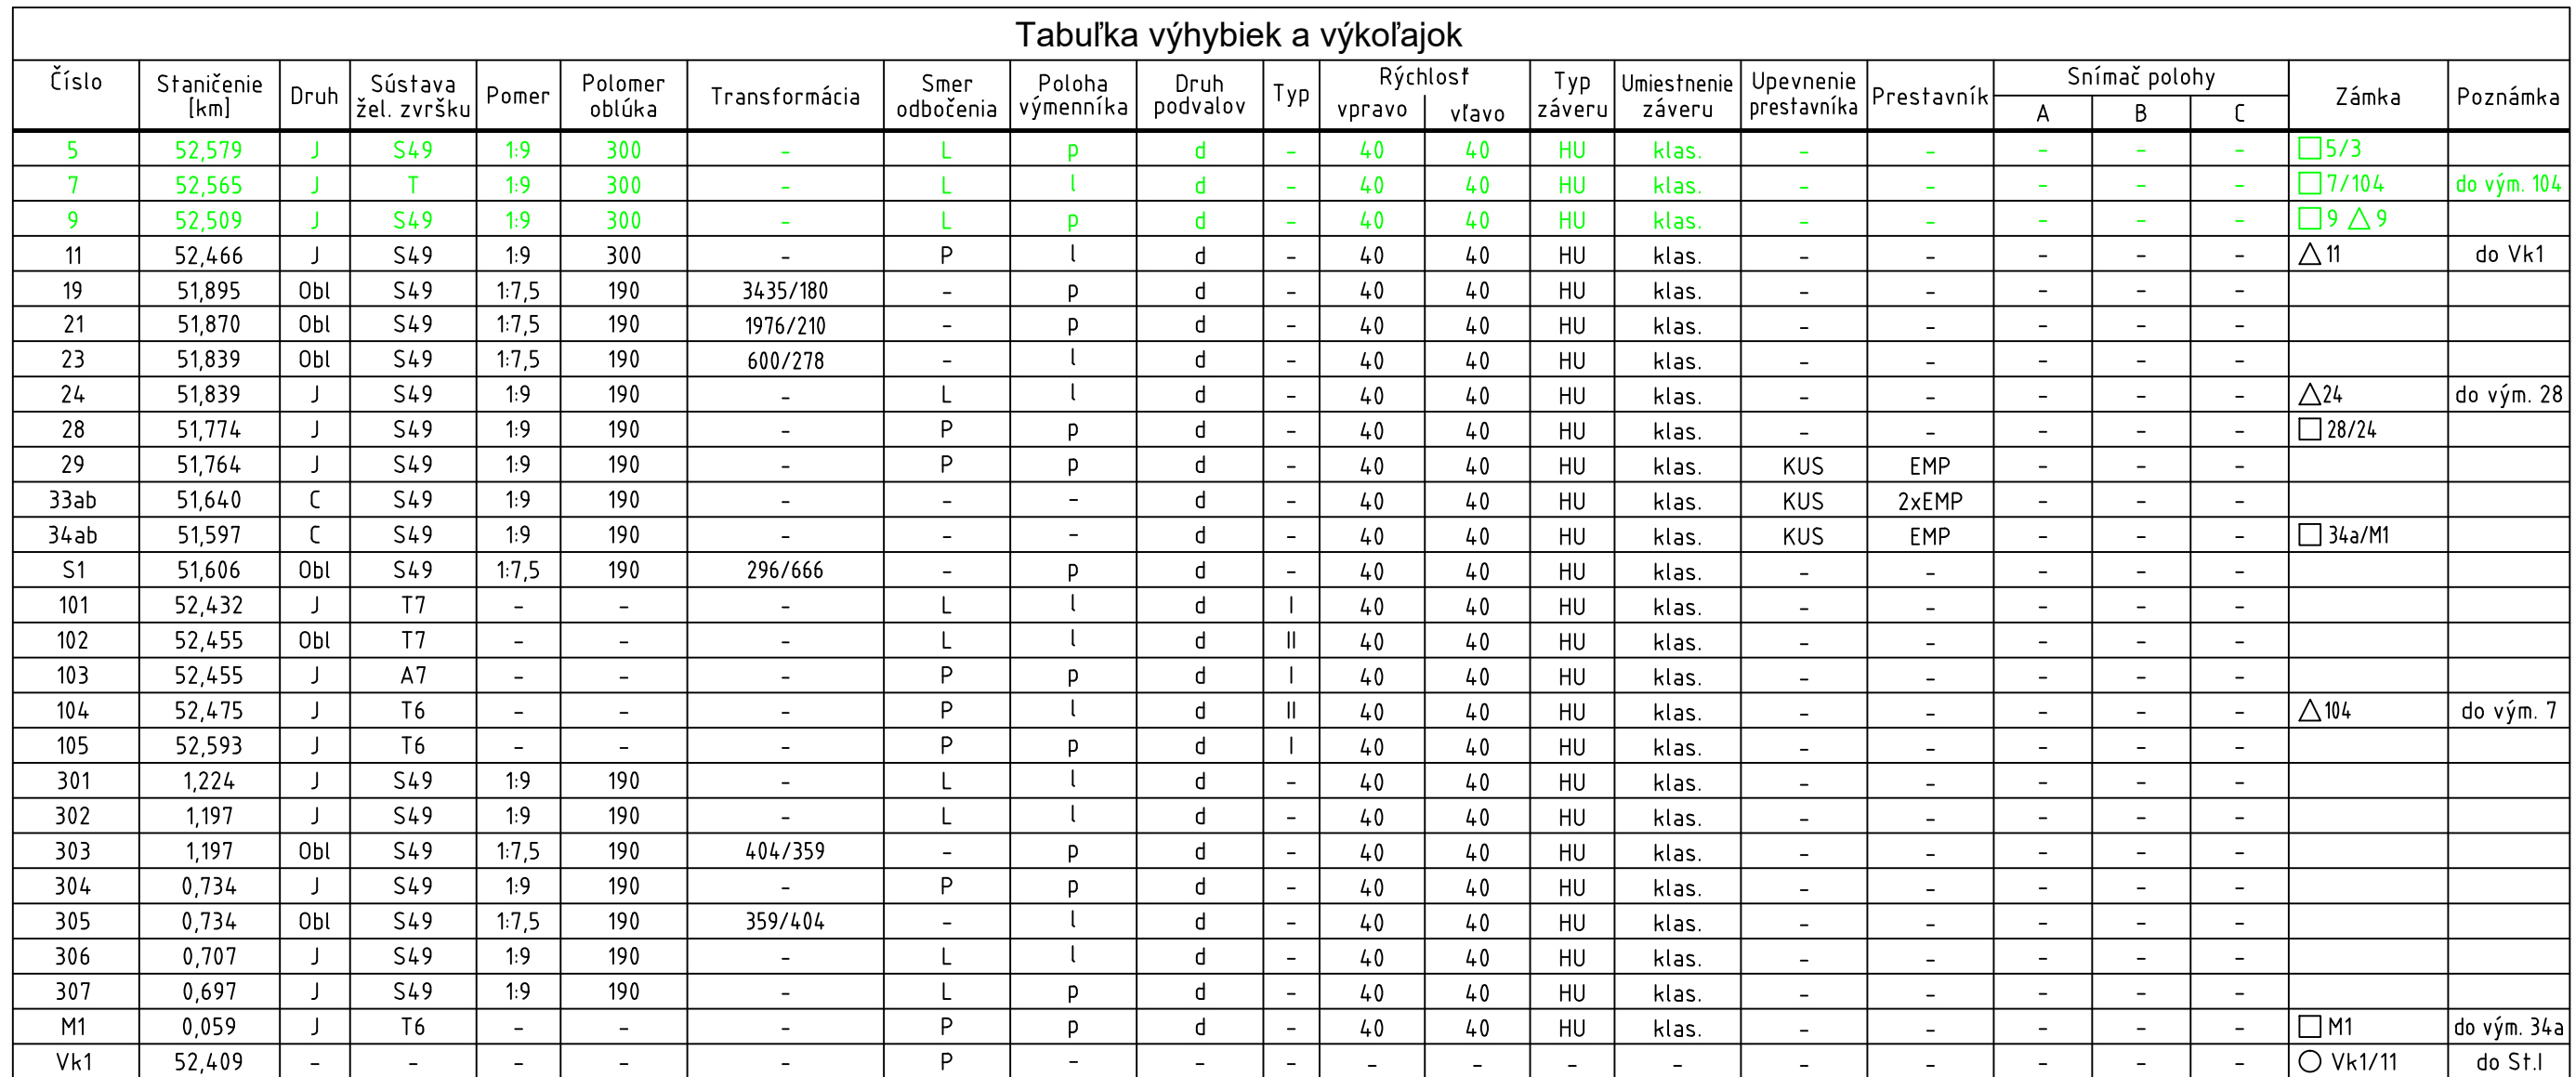 Tabuľka výhybiek a výkoľajok
Číslo Staničenie [km] Druh Sústava žel. zvršku Pomer Polomer oblúka Transformácia Smer odbočenia Poloha výmenníka Druh podvalov Typ Rýchlosť vpravo vľavo Typ záveru Umiestnenie záveru Upevnenie prestavníka Prestavník Snímač polohy A B C Zámka Poznámka
5 52,579 J S49 1:9 300 - L p d - 40 40 HU klas. - - - - - □ 5/3
7 52,565 J T 1:9 300 - L l d - 40 40 HU klas. - - - - - □ 7/104 do vým. 104
9 52,509 J S49 1:9 300 - L p d - 40 40 HU klas. - - - - - □ 9 △ 9
11 52,466 J S49 1:9 300 - P l d - 40 40 HU klas. - - - - - △ 11 do Vk1
19 51,895 Obl S49 1:7,5 190 3435/180 - p d - 40 40 HU klas. - - - - -
21 51,870 Obl S49 1:7,5 190 1976/210 - p d - 40 40 HU klas. - - - - -
23 51,839 Obl S49 1:7,5 190 600/278 - l d - 40 40 HU klas. - - - - -
24 51,839 J S49 1:9 190 - L l d - 40 40 HU klas. - - - - - △ 24 do vým. 28
28 51,774 J S49 1:9 190 - P p d - 40 40 HU klas. - - - - - □ 28/24
29 51,764 J S49 1:9 190 - P p d - 40 40 HU klas. KUS EMP - - -
33ab 51,640 C S49 1:9 190 - - - d - 40 40 HU klas. KUS 2xEMP - - -
34ab 51,597 C S49 1:9 190 - - - d - 40 40 HU klas. KUS EMP - - - □ 34a/M1
S1 51,606 Obl S49 1:7,5 190 296/666 - p d - 40 40 HU klas. - - - - -
101 52,432 J T7 - - - L l d I 40 40 HU klas. - - - - -
102 52,455 Obl T7 - - - L l d II 40 40 HU klas. - - - - -
103 52,455 J A7 - - - P p d I 40 40 HU klas. - - - - -
104 52,475 J T6 - - - P l d II 40 40 HU klas. - - - - - △ 104 do vým. 7
105 52,593 J T6 - - - P p d I 40 40 HU klas. - - - - -
301 1,224 J S49 1:9 190 - L l d - 40 40 HU klas. - - - - -
302 1,197 J S49 1:9 190 - L l d - 40 40 HU klas. - - - - -
303 1,197 Obl S49 1:7,5 190 404/359 - p d - 40 40 HU klas. - - - - -
304 0,734 J S49 1:9 190 - P p d - 40 40 HU klas. - - - - -
305 0,734 Obl S49 1:7,5 190 359/404 - l d - 40 40 HU klas. - - - - -
306 0,707 J S49 1:9 190 - L l d - 40 40 HU klas. - - - - -
307 0,697 J S49 1:9 190 - L p d - 40 40 HU klas. - - - - -
M1 0,059 J T6 - - - P p d - 40 40 HU klas. - - - - - □ M1 do vým. 34a
Vk1 52,409 - - - - - P - - - - - - - - - - - - ○ Vk1/11 do St.I